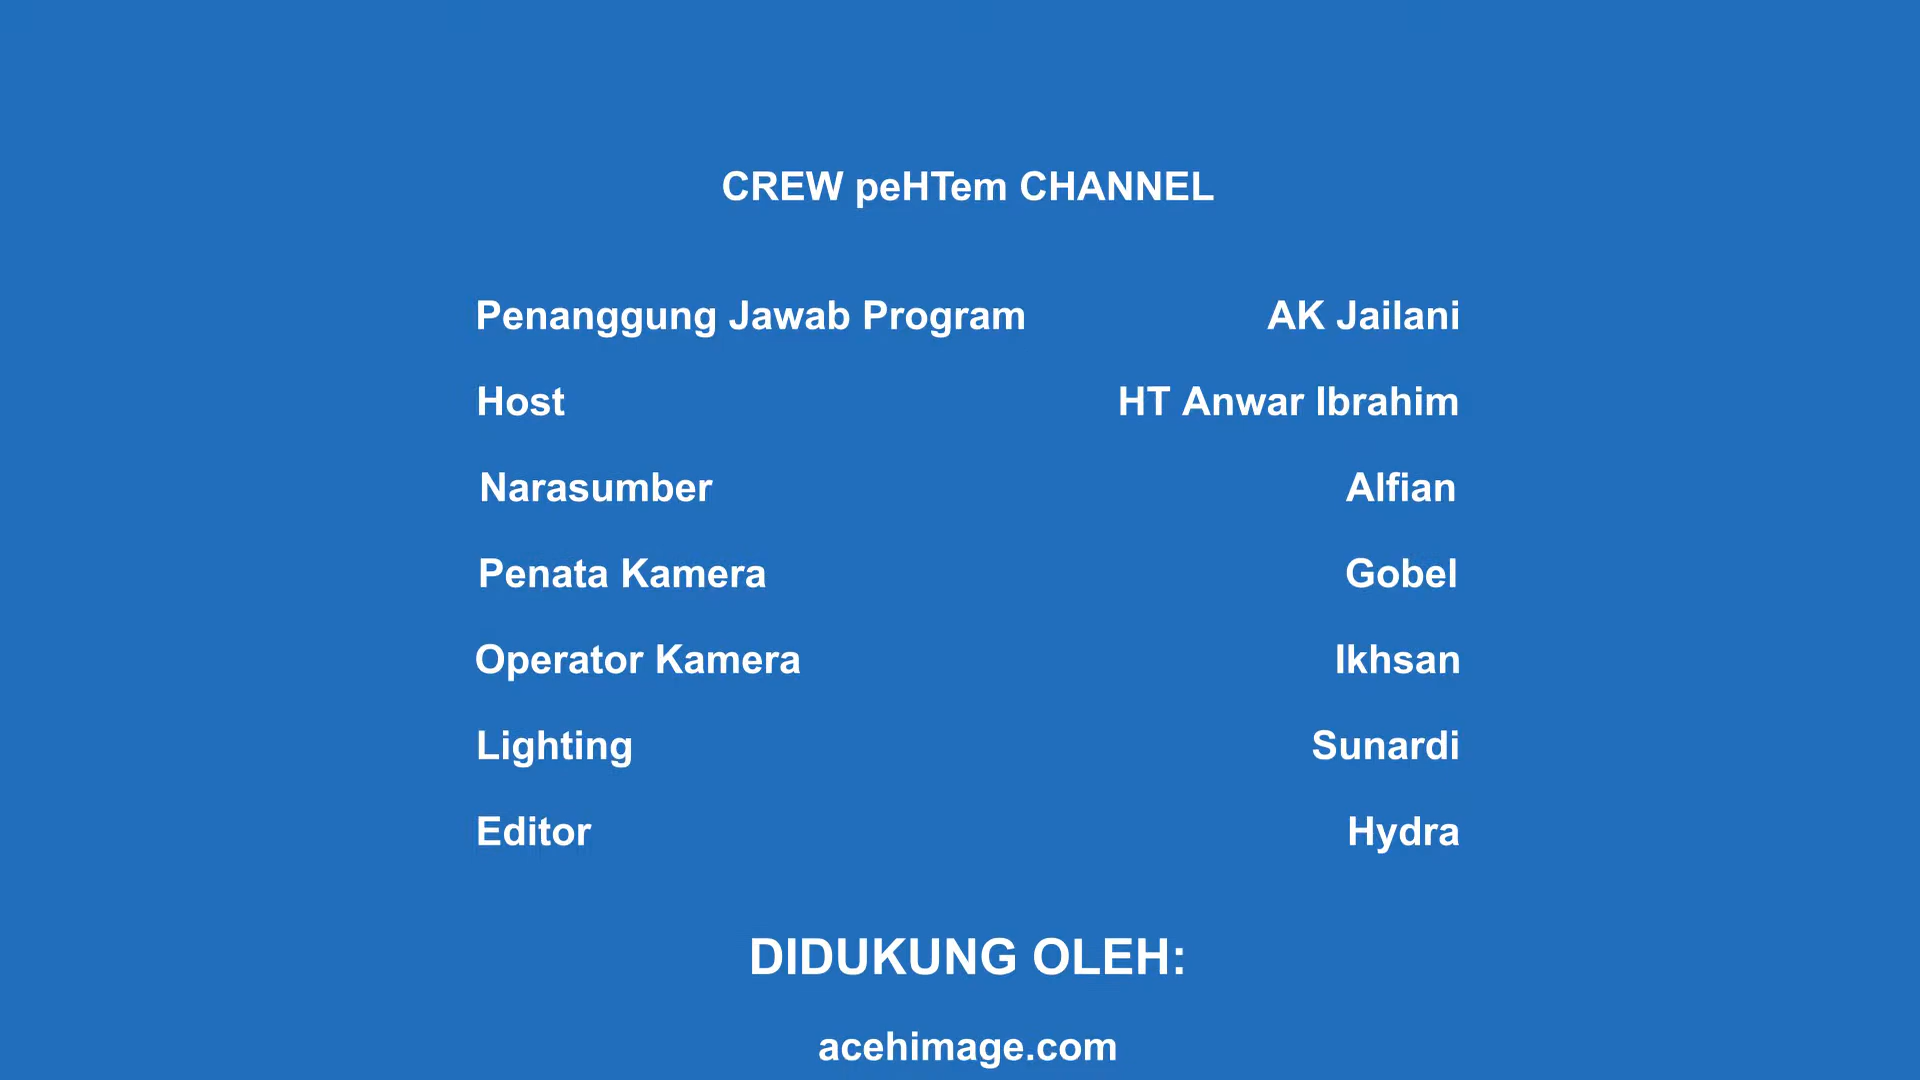 CREW peHTem CHANNEL
Penanggung Jawab Program AK Jailani
Host HT Anwar Ibrahim
Narasumber Alfian
Penata Kamera Gobel
Operator Kamera Ikhsan
Lighting Sunardi
Editor Hydra
DIDUKUNG OLEH:
acehimage.com